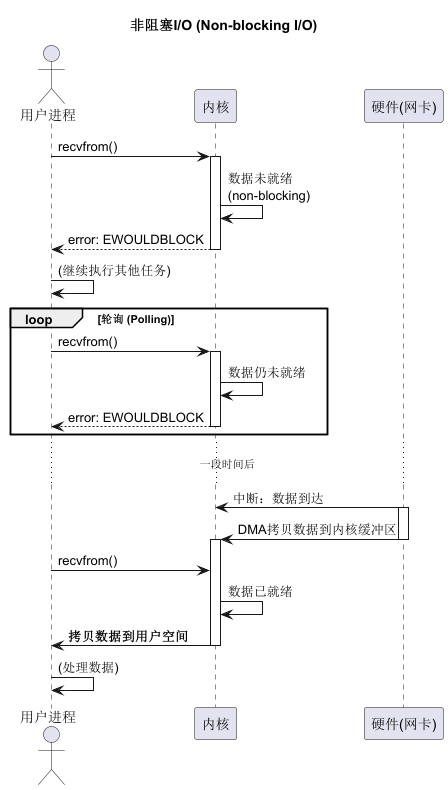 非阻塞I/O (Non-blocking I/O)
用户进程
内核
硬件(网卡)
recvfrom()
数据未就绪
(non-blocking)
error: EWOULDBLOCK
(继续执行其他任务)
loop [轮询 (Polling)]
recvfrom()
数据仍未就绪
error: EWOULDBLOCK
一段时间后
中断：数据到达
DMA拷贝数据到内核缓冲区
recvfrom()
数据已就绪
拷贝数据到用户空间
(处理数据)
用户进程
内核
硬件(网卡)